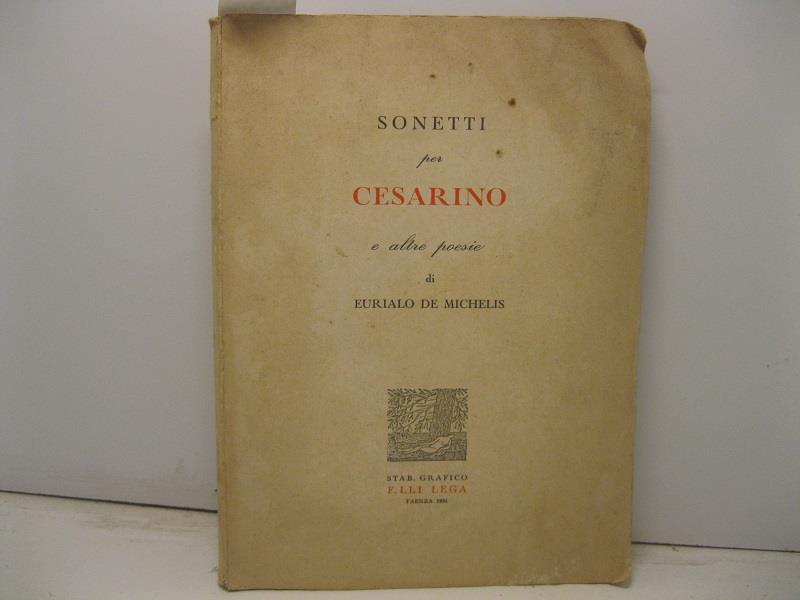 SONETTI
per
CESARINO
e altre poesie
di
EURIALO DE MICHELIS
STAB. GRAFICO
F.LLI LEGA
FAENZA